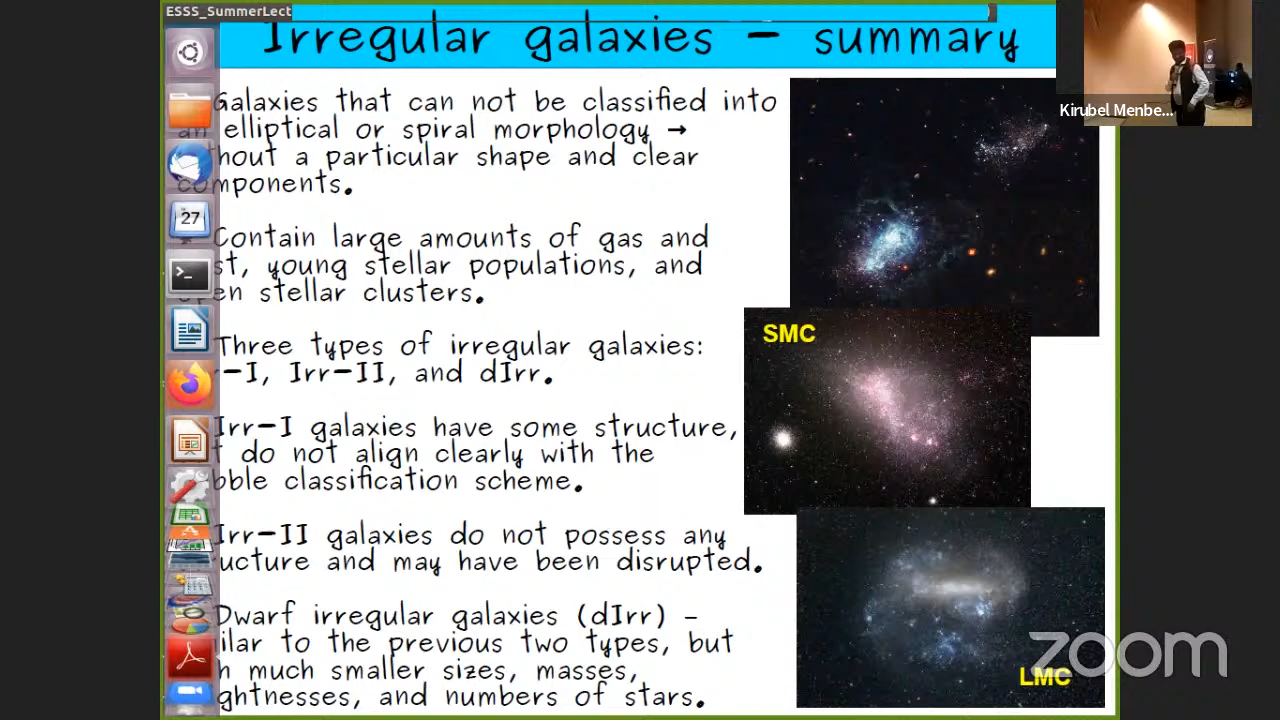 ESSS_SummerLect
Irregular galaxies – summary
Kirubel Menbe...
Galaxies that can not be classified into
an elliptical or spiral morphology →
hout a particular shape and clear
components.
Contain large amounts of gas and
st, young stellar populations, and
pen stellar clusters.
Three types of irregular galaxies:
r-I, Irr-II, and dIrr.
Irr-I galaxies have some structure,
t do not align clearly with the
bble classification scheme.
Irr-II galaxies do not possess any
ucture and may have been disrupted.
Dwarf irregular galaxies (dIrr) –
ilar to the previous two types, but
h much smaller sizes, masses,
ghtnesses, and numbers of stars.
27
SMC
LMC
zoom